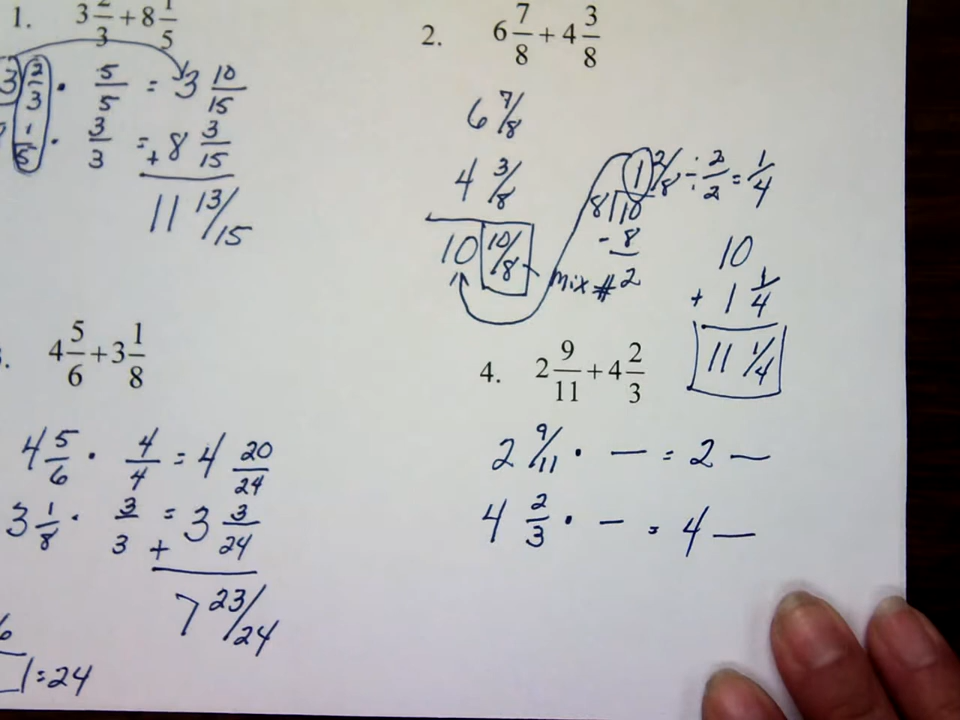 1. 3 2/3 + 8 1/5
3 2/3 · 5/5 = 3 10/15
1/5 · 3/3 = + 8 3/15
11 13/15
2. 6 7/8 + 4 3/8
6 7/8
4 3/8
10 10/8 mix #
1 2/8 ÷ 2/2 = 1/4
8 10
- 8
2
10
+ 1 1/4
11 1/4
4 5/6 + 3 1/8
4 5/6 · 4/4 = 4 20/24
3 1/8 · 3/3 = + 3 3/24
7 23/24
1 = 24
4. 2 9/11 + 4 2/3
2 9/11 · — = 2 —
4 2/3 · — = 4 —